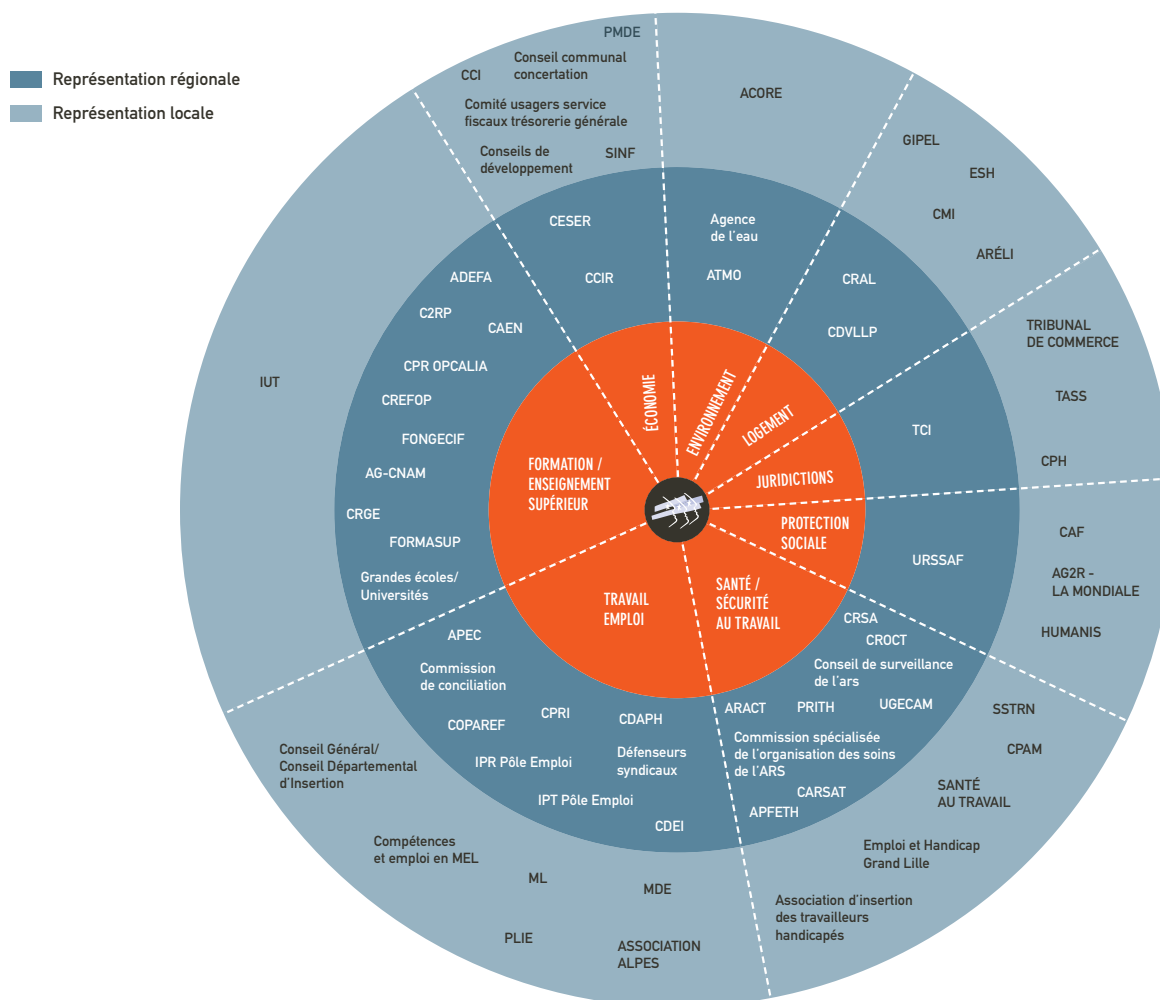 Représentation régionale
Représentation locale
PMDE
Conseil communal
concertation
CCI
Comité usagers service
fiscaux trésorerie générale
Conseils de
développement
SINF
ACORE
GIPEL
ESH
CMI
ARÉLI
TRIBUNAL
DE COMMERCE
TASS
CPH
CAF
AG2R -
LA MONDIALE
HUMANIS
SSTRN
CPAM
SANTÉ
AU TRAVAIL
Emploi et Handicap
Grand Lille
Association d'insertion
des travailleurs
handicapés
ASSOCIATION
ALPES
MDE
ML
PLIE
Compétences
et emploi en MEL
Conseil Général/
Conseil Départemental
d'Insertion
IUT
CESER
CCIR
Agence
de l'eau
ATMO
CRAL
CDVLLP
TCI
URSSAF
CRSA
CROCT
Conseil de surveillance
de l'ars
ARACT
PRITH
UGECAM
Commission spécialisée
de l'organisation des soins
de l'ARS
CARSAT
APFETH
APEC
Commission
de conciliation
COPAREF
CPRI
CDAPH
IPR Pôle Emploi
Défenseurs
syndicaux
IPT Pôle Emploi
CDEI
ADEFA
C2RP
CAEN
CPR OPCALIA
CREFOP
FONGECIF
AG-CNAM
CRGE
FORMASUP
Grandes écoles/
Universités
ÉCONOMIE
ENVIRONNEMENT
LOGEMENT
JURIDICTIONS
PROTECTION
SOCIALE
SANTÉ /
SÉCURITÉ
AU TRAVAIL
TRAVAIL
EMPLOI
FORMATION /
ENSEIGNEMENT
SUPÉRIEUR